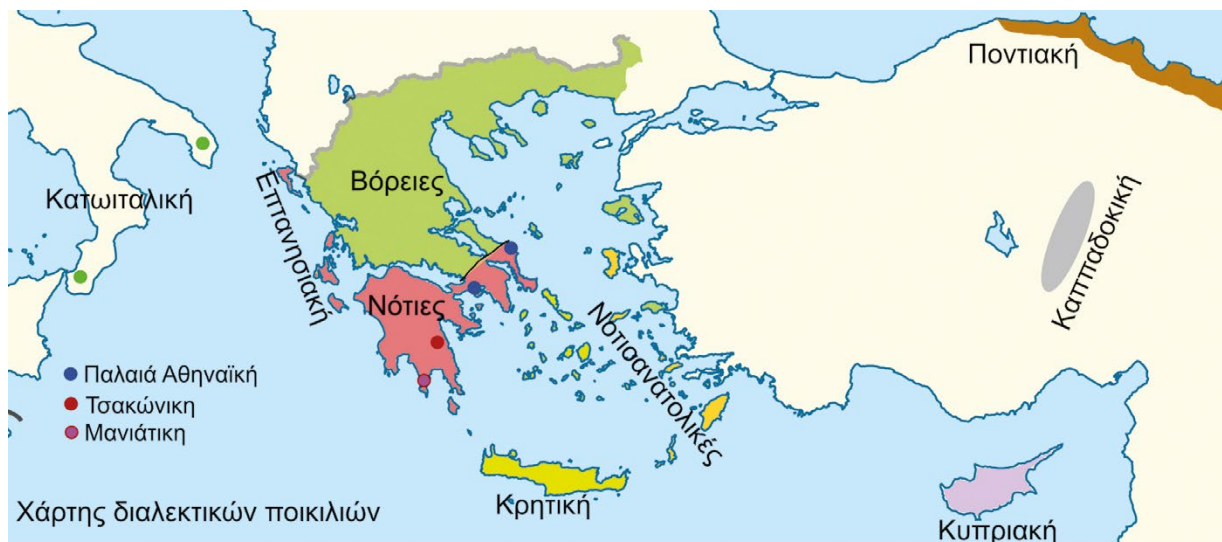 Ποντιακή
Βόρειες
Κατωιταλική
Επτανησιακή
Καππαδοκική
Νότιες
Νοτιοανατολικές
Παλαιά Αθηναϊκή
Τσακώνικη
Μανιάτικη
Κρητική
Χάρτης διαλεκτικών ποικιλιών
Κυπριακή